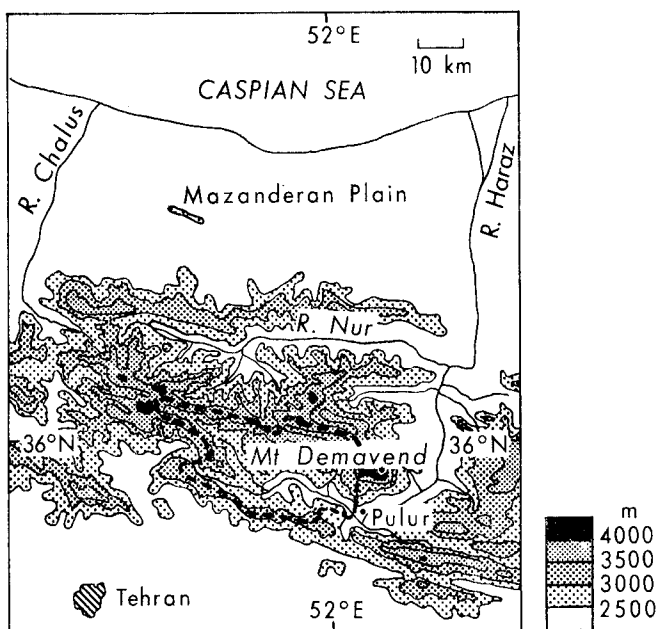 52°E
10 km
CASPIAN SEA
R. Chalus
R. Haraz
Mazanderan Plain
R. Nur
36°N
Mt Demavend
36°N
Pulur
m
4000
3500
3000
2500
Tehran
52°E